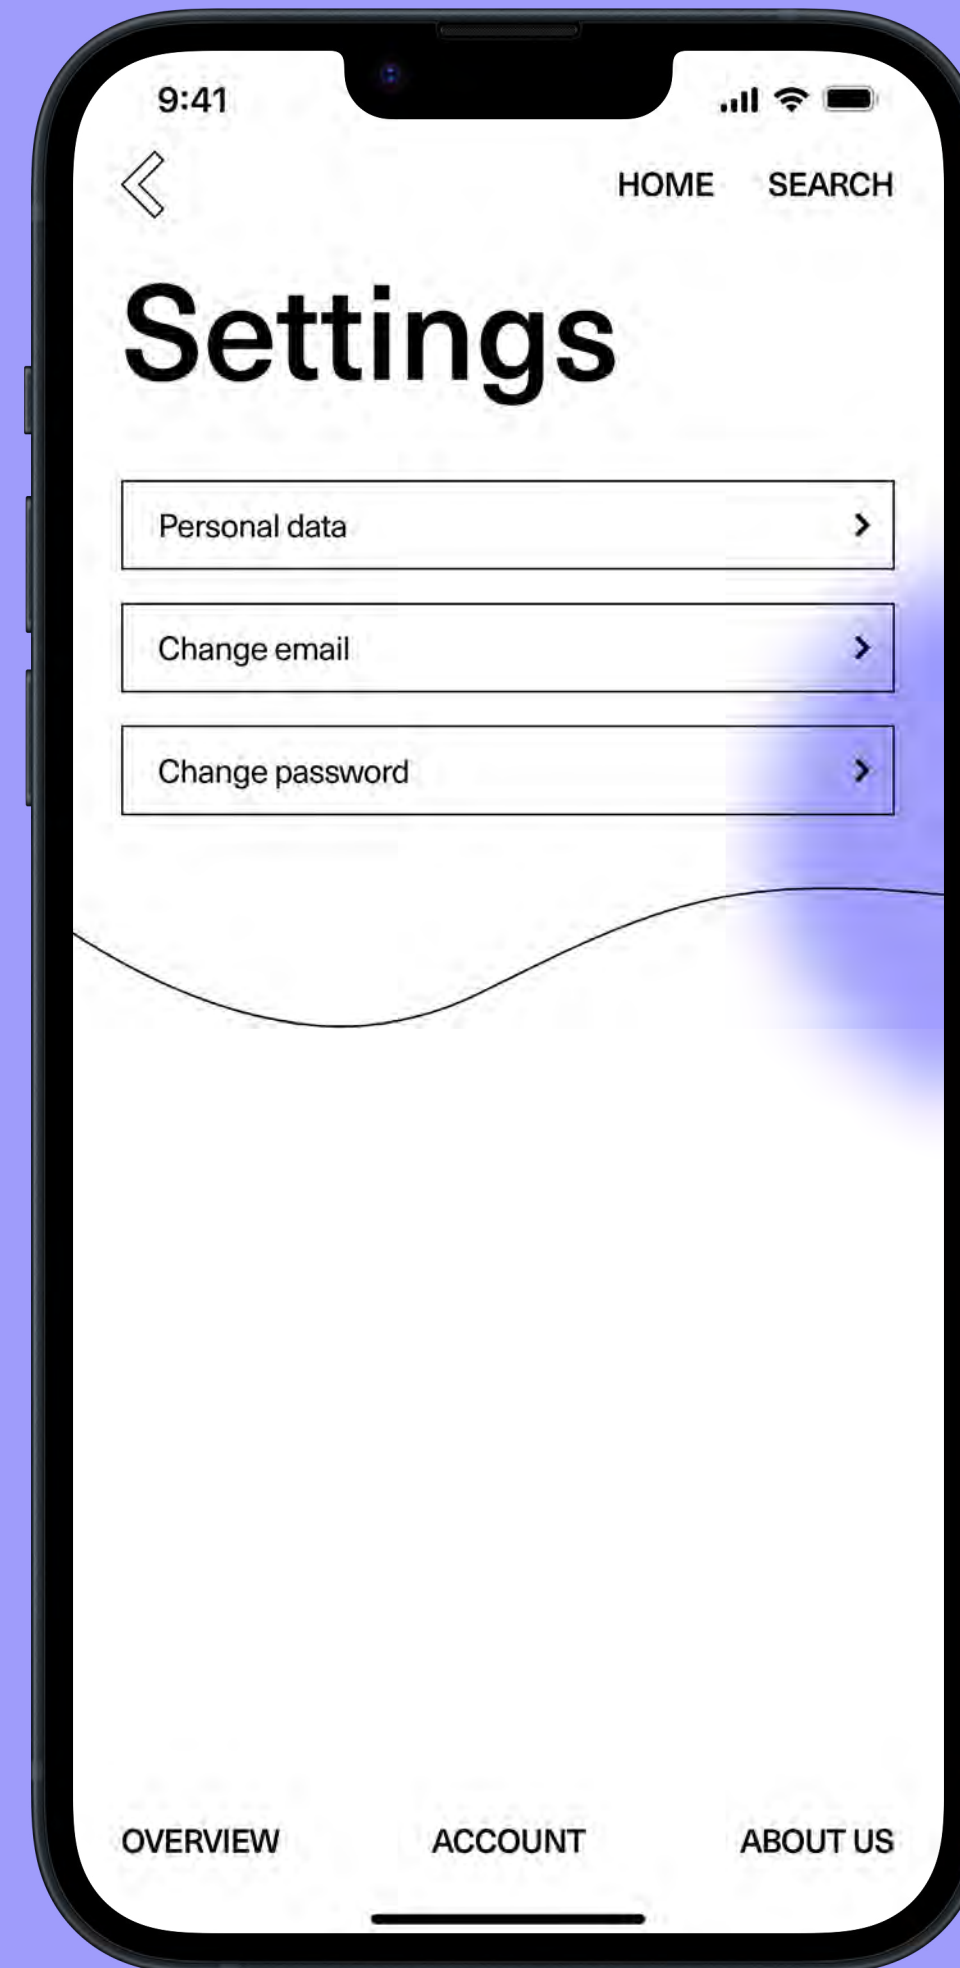 9:41
HOME SEARCH
Settings
Personal data
Change email
Change password
OVERVIEW ACCOUNT ABOUT US